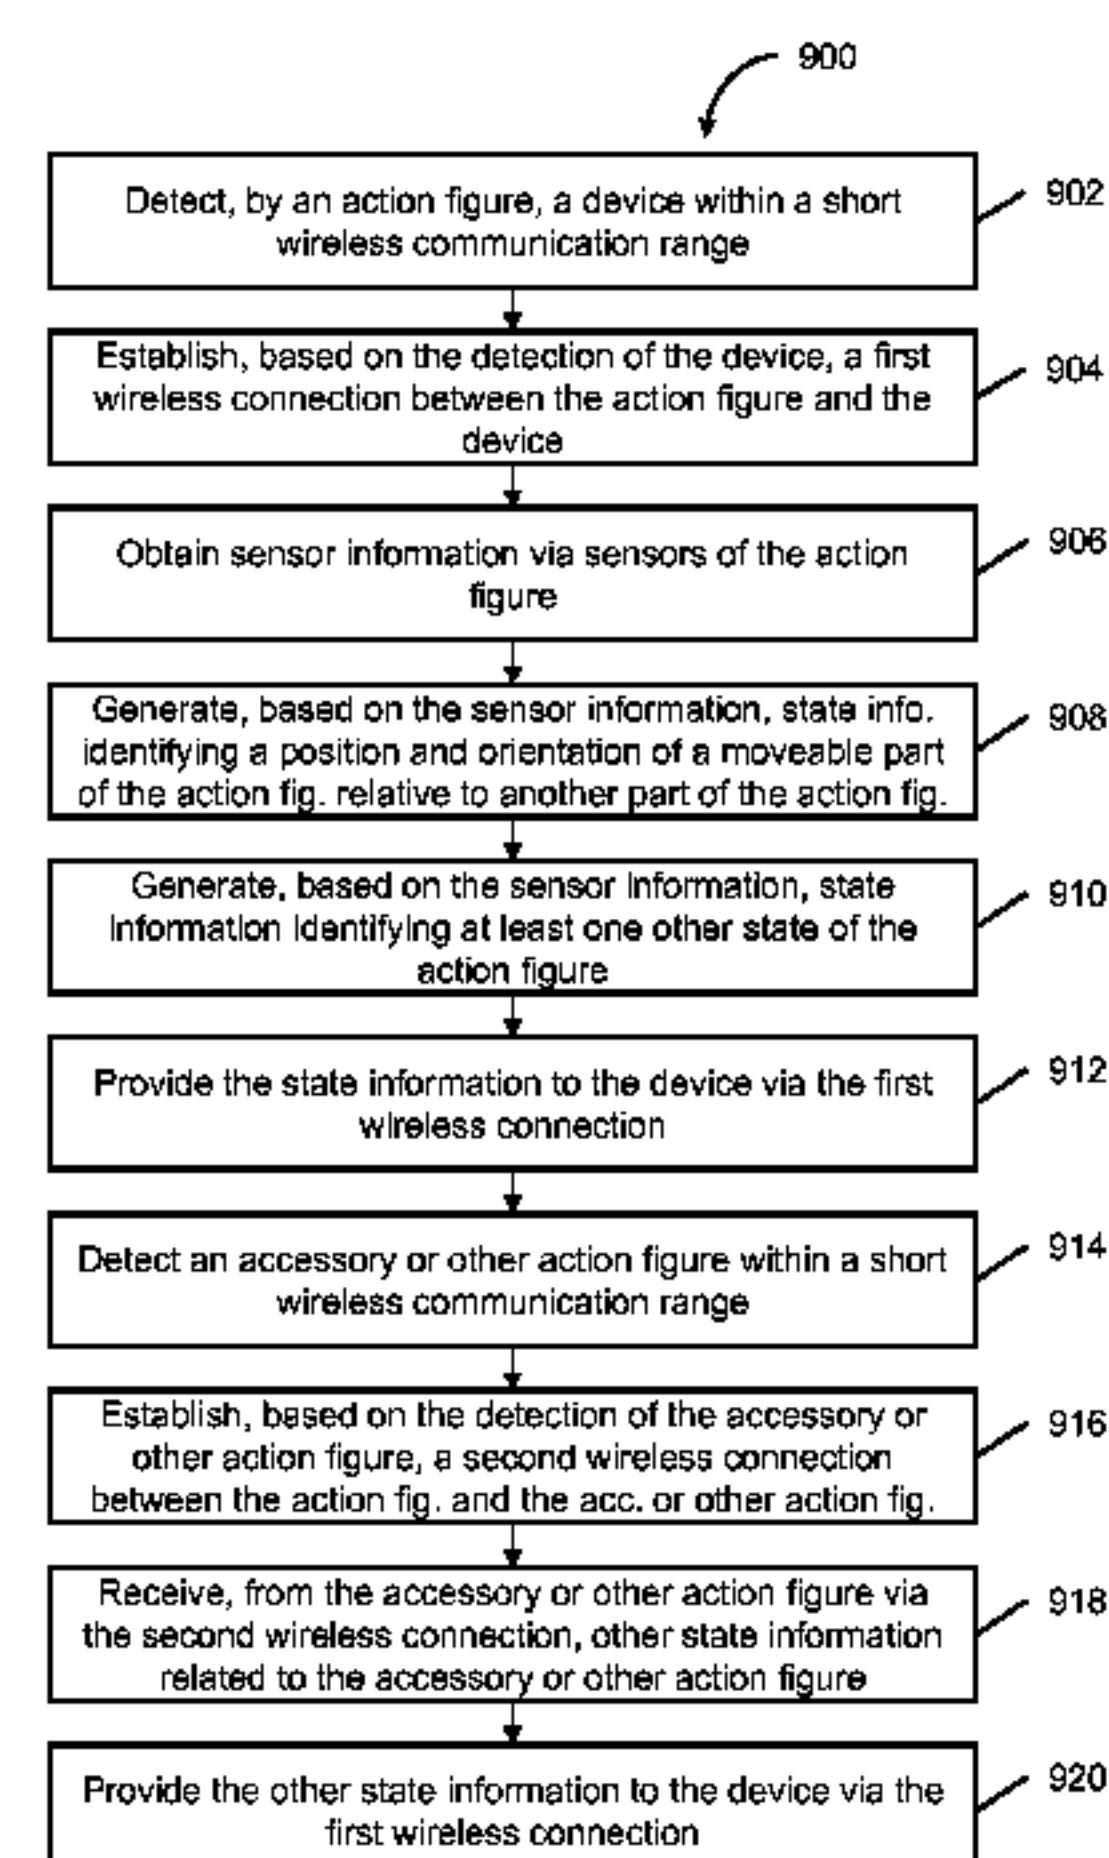 900
Detect, by an action figure, a device within a short
wireless communication range
902
Establish, based on the detection of the device, a first
wireless connection between the action figure and the
device
904
Obtain sensor information via sensors of the action
figure
906
Generate, based on the sensor information, state info.
identifying a position and orientation of a moveable part
of the action fig. relative to another part of the action fig.
908
Generate, based on the sensor information, state
information identifying at least one other state of the
action figure
910
Provide the state information to the device via the first
wireless connection
912
Detect an accessory or other action figure within a short
wireless communication range
914
Establish, based on the detection of the accessory or
other action figure, a second wireless connection
between the action fig. and the acc. or other action fig.
916
Receive, from the accessory or other action figure via
the second wireless connection, other state information
related to the accessory or other action figure
918
Provide the other state information to the device via the
first wireless connection
920